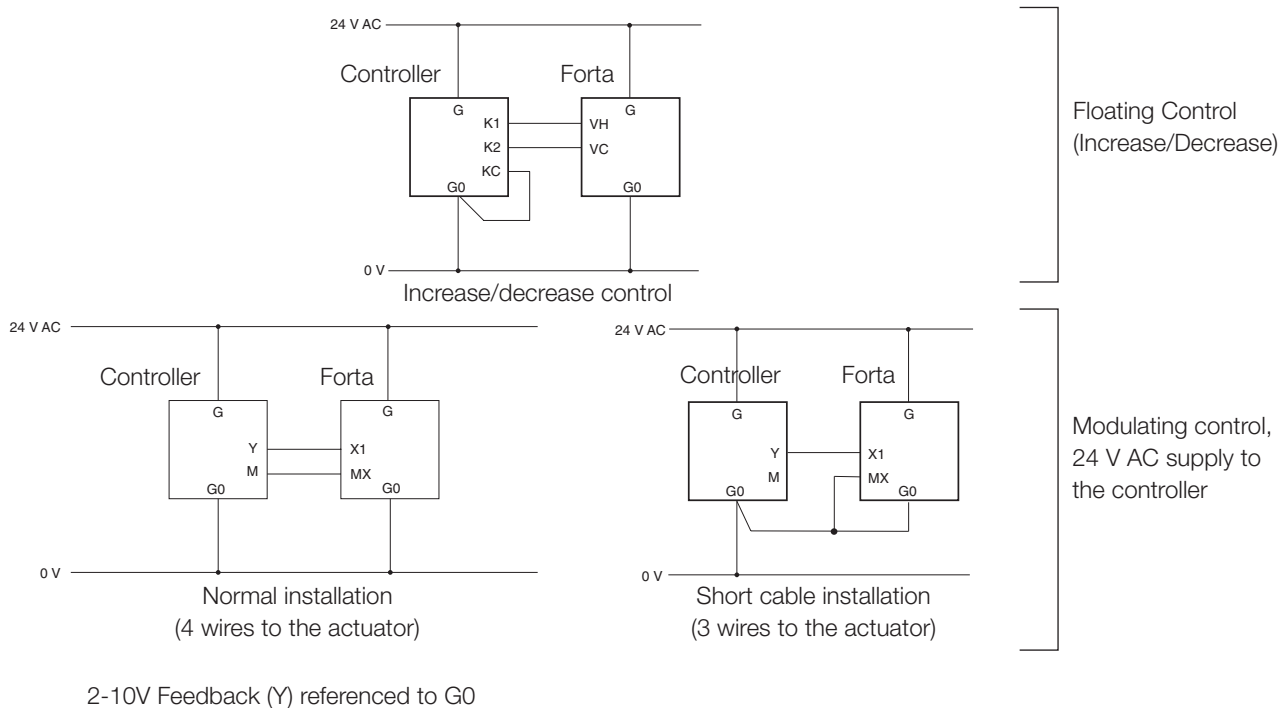 24 V AC
Controller
Forta
G
G
K1
VH
K2
VC
KC
G0
G0
0 V
Increase/decrease control
Floating Control
(Increase/Decrease)
24 V AC
Controller
Forta
G
G
Y
X1
M
MX
G0
G0
0 V
Normal installation
(4 wires to the actuator)
24 V AC
Controller
Forta
G
G
Y
X1
M
MX
G0
G0
0 V
Short cable installation
(3 wires to the actuator)
Modulating control,
24 V AC supply to
the controller
2-10V Feedback (Y) referenced to G0